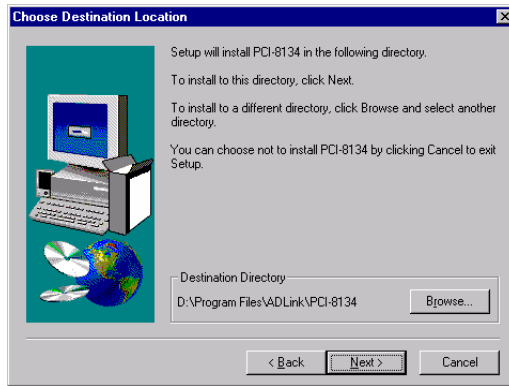 Choose Destination Location
Setup will install PCI-8134 in the following directory.
To install to this directory, click Next.
To install to a different directory, click Browse and select another
directory.
You can choose not to install PCI-8134 by clicking Cancel to exit
Setup.
Destination Directory
D:\Program Files\ADLink\PCI-8134
Browse...
< Back
Next >
Cancel